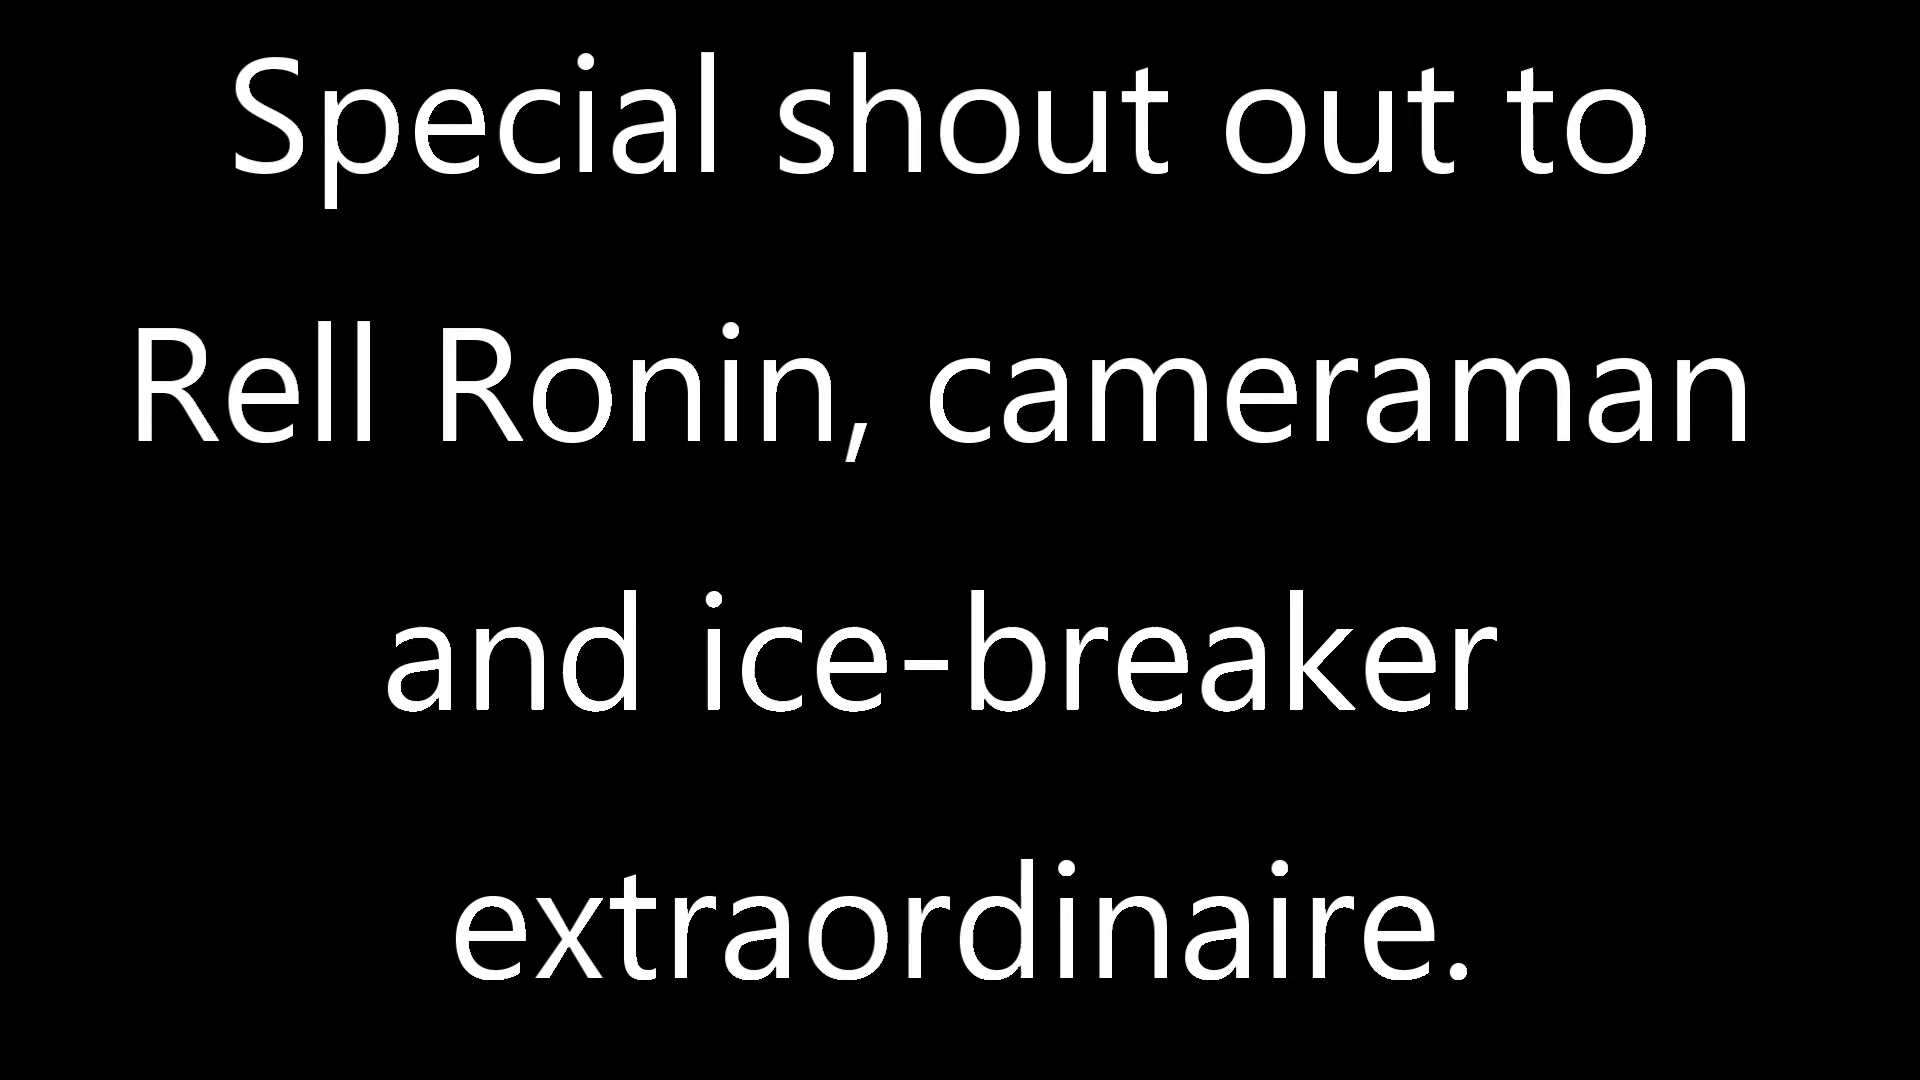 Special shout out to
Rell Ronin, cameraman
and ice-breaker
extraordinaire.